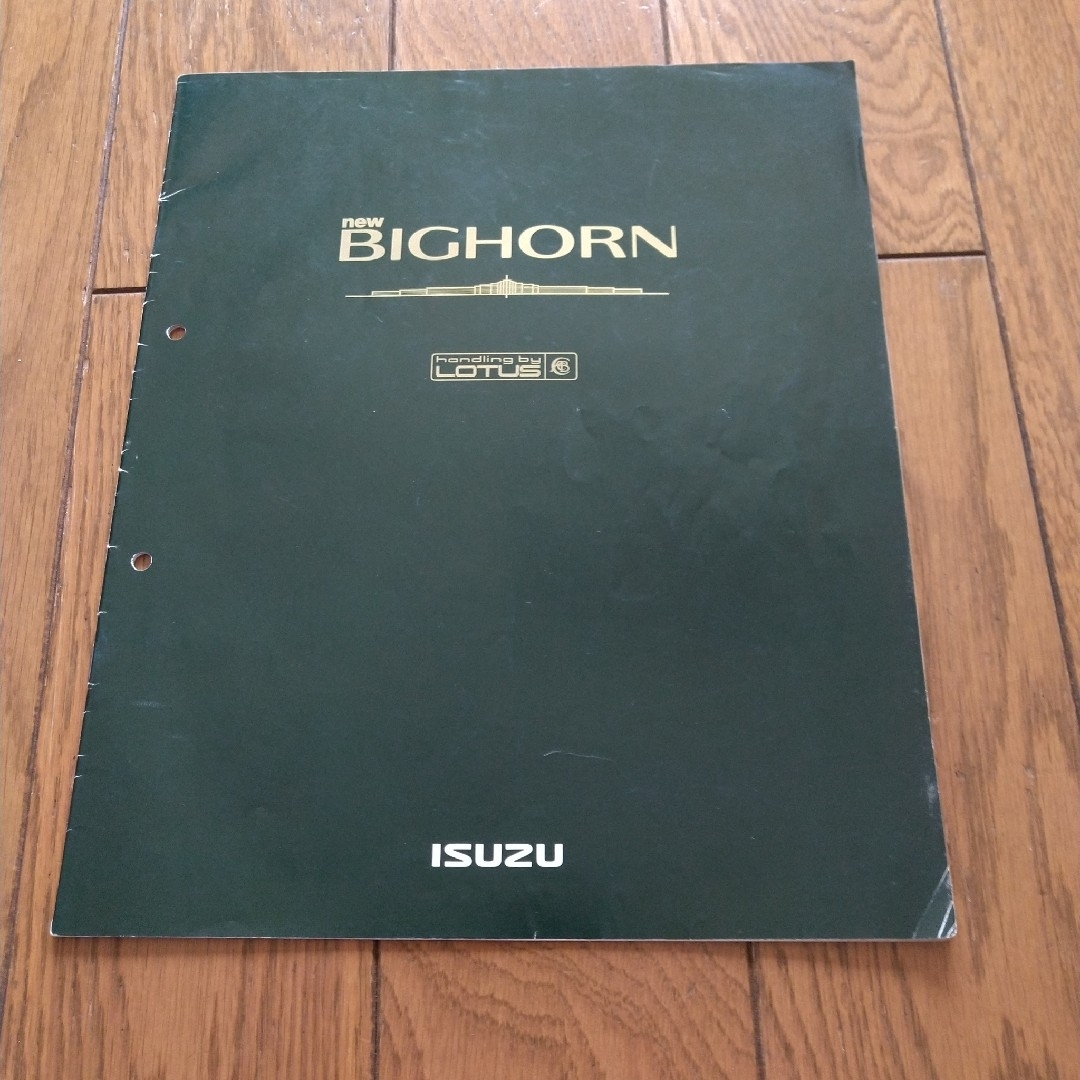 new
BIGHORN
handling by
LOTUS
ISUZU